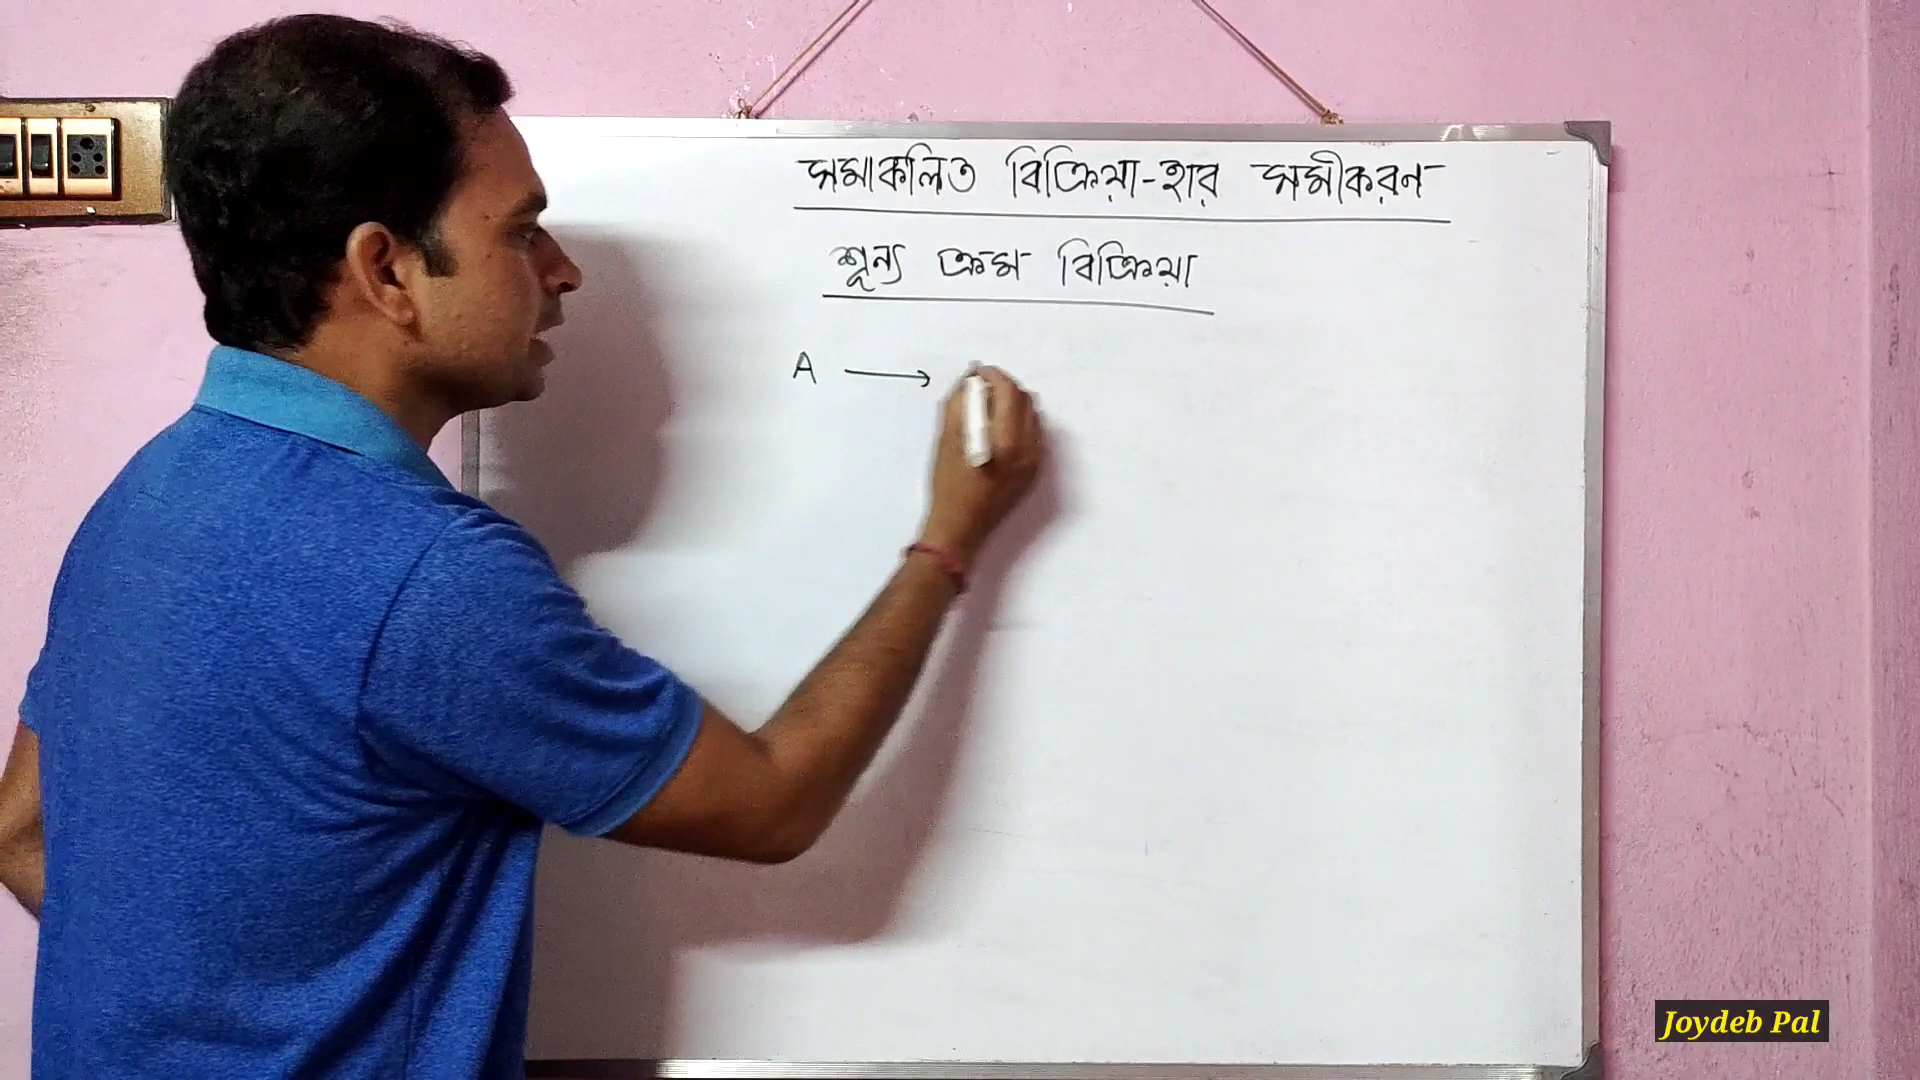 সমাকলিত বিক্রিয়া-হার সমীকরণ
শূন্য ক্রম বিক্রিয়া
A ⟶
Joydeb Pal